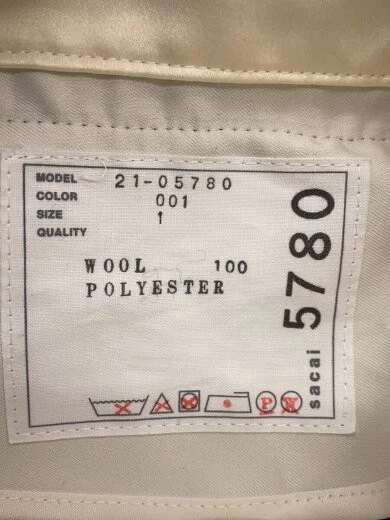 MODEL 21-05780
COLOR 001
SIZE 1
QUALITY
WOOL 100
POLYESTER
P
sacai 5780